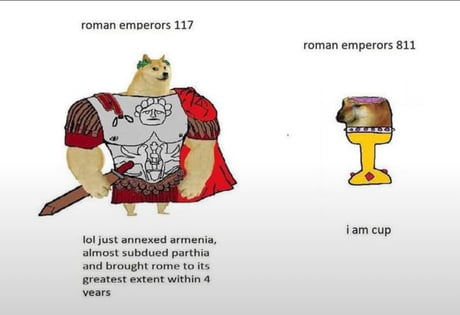 roman emperors 117
roman emperors 811
lol just annexed armenia,
almost subdued parthia
and brought rome to its
greatest extent within 4
years
i am cup